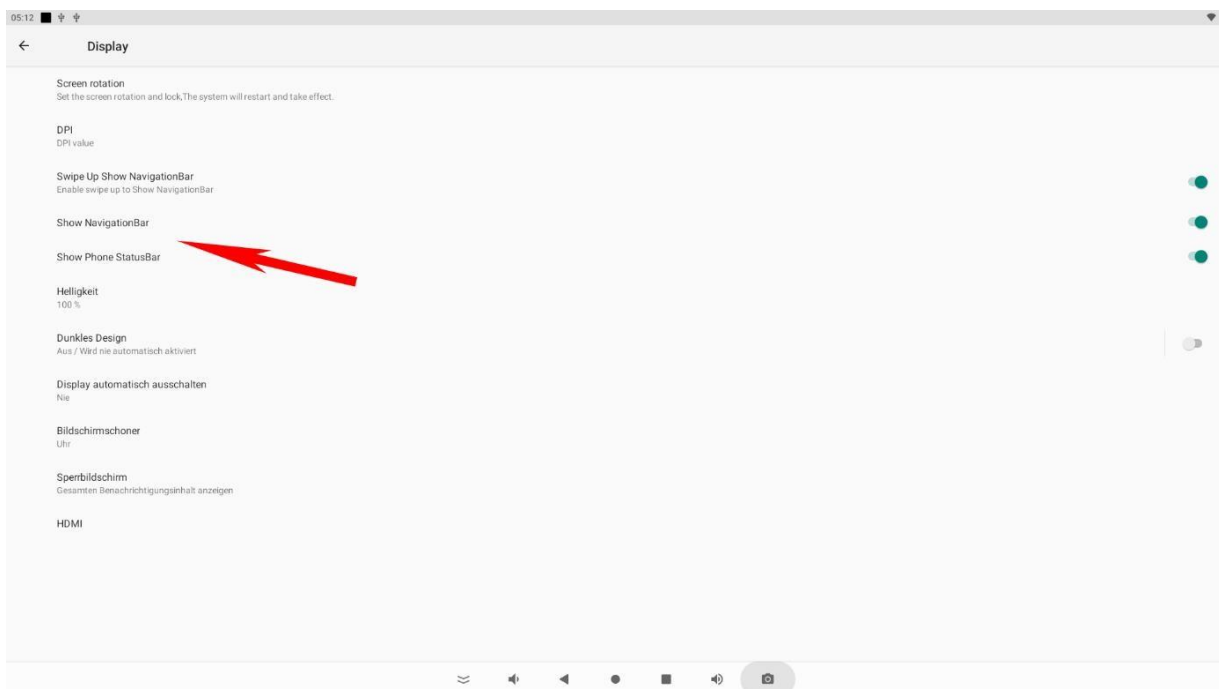 05:12
Display
Screen rotation
Set the screen rotation and lock,The system will restart and take effect.
DPI
DPI value
Swipe Up Show NavigationBar
Enable swipe up to Show NavigationBar
Show NavigationBar
Show Phone StatusBar
Helligkeit
100 %
Dunkles Design
Aus / Wird nie automatisch aktiviert
Display automatisch ausschalten
Nie
Bildschirmschoner
Uhr
Sperrbildschirm
Gesamten Benachrichtigungsinhalt anzeigen
HDMI